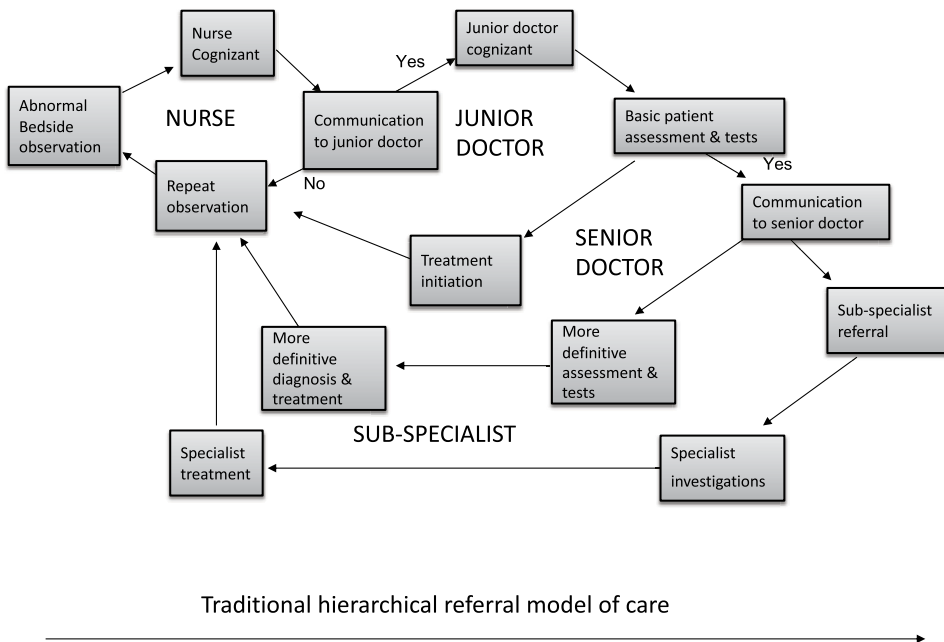 Nurse
Cognizant
Junior doctor
cognizant
Yes
Abnormal
Bedside
observation
NURSE
Communication
to junior doctor
JUNIOR
DOCTOR
Basic patient
assessment & tests
No
Yes
Repeat
observation
Communication
to senior doctor
SENIOR
DOCTOR
Treatment
initiation
Sub-specialist
referral
More
definitive
diagnosis &
treatment
More
definitive
assessment &
tests
SUB-SPECIALIST
Specialist
treatment
Specialist
investigations
Traditional hierarchical referral model of care